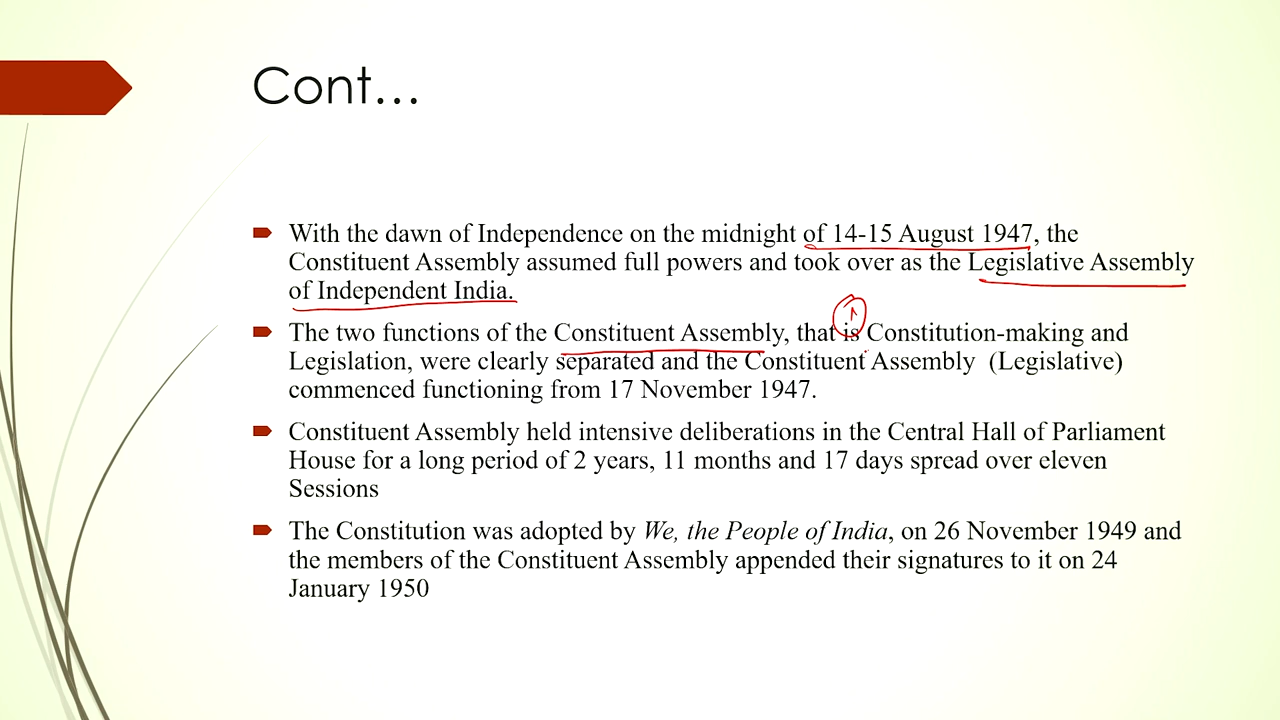 Cont...
With the dawn of Independence on the midnight of 14-15 August 1947, the
Constituent Assembly assumed full powers and took over as the Legislative Assembly
of Independent India.
The two functions of the Constituent Assembly, that is Constitution-making and
Legislation, were clearly separated and the Constituent Assembly (Legislative)
commenced functioning from 17 November 1947.
Constituent Assembly held intensive deliberations in the Central Hall of Parliament
House for a long period of 2 years, 11 months and 17 days spread over eleven
Sessions
The Constitution was adopted by We, the People of India, on 26 November 1949 and
the members of the Constituent Assembly appended their signatures to it on 24
January 1950